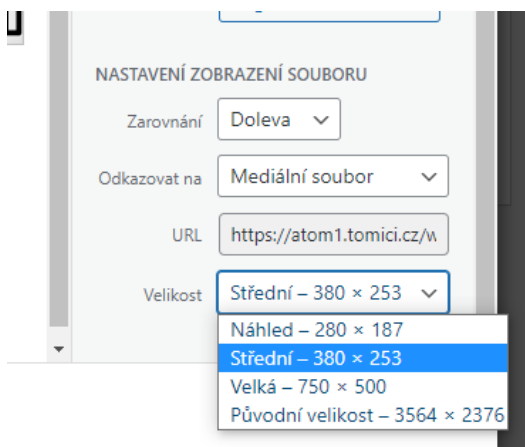 NASTAVENÍ ZOBRAZENÍ SOUBORU
Zarovnání Doleva
Odkazovat na Mediální soubor
URL https://atom1.tomici.cz/w
Velikost Střední – 380 × 253
Náhled – 280 × 187
Střední – 380 × 253
Velká – 750 × 500
Původní velikost – 3564 × 2376